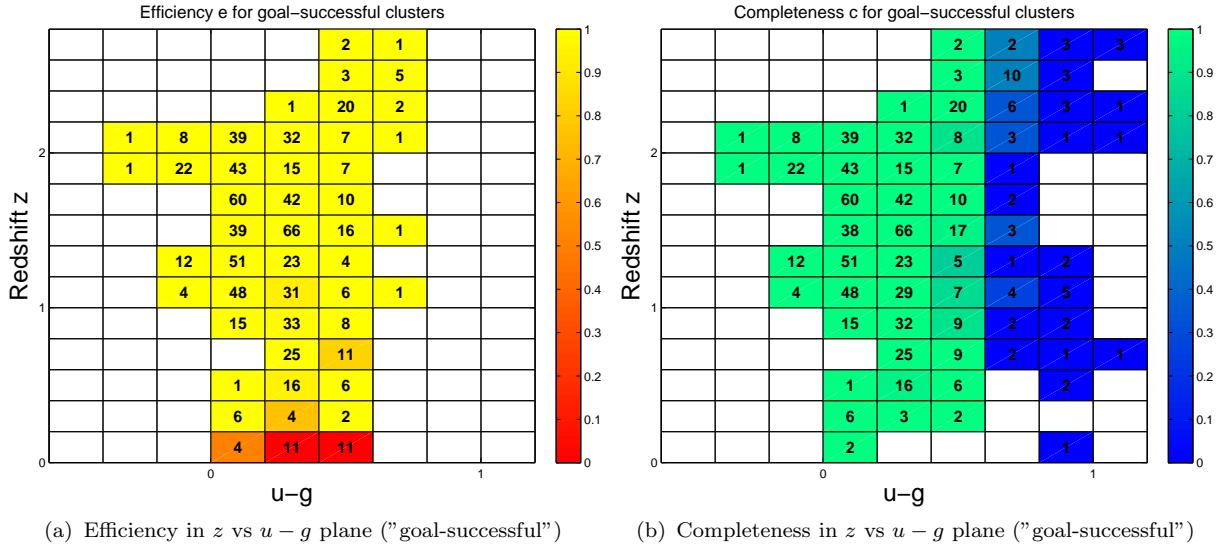 Efficiency e for goal−successful clusters
2 1
3 5
1 20 2
1 8 39 32 7 1
1 22 43 15 7
60 42 10
39 66 16 1
12 51 23 4
4 48 31 6 1
15 33 8
25 11
1 16 6
6 4 2
4 11 11
2
1
0
0 1
Redshift z
u−g
1
0.9
0.8
0.7
0.6
0.5
0.4
0.3
0.2
0.1
0
(a) Efficiency in z vs u − g plane ("goal-successful")
Completeness c for goal−successful clusters
2 2 3 3
3 10 3
1 20 6 3 1
1 8 39 32 8 3 1 1
1 22 43 15 7 1
60 42 10 2
38 66 17 3
12 51 23 5 1 2
4 48 29 7 4 5
15 32 9 2 2
25 9 2 1 1
1 16 6 2
6 3 2
2 1
2
1
0
0 1
Redshift z
u−g
1
0.9
0.8
0.7
0.6
0.5
0.4
0.3
0.2
0.1
0
(b) Completeness in z vs u − g plane ("goal-successful")